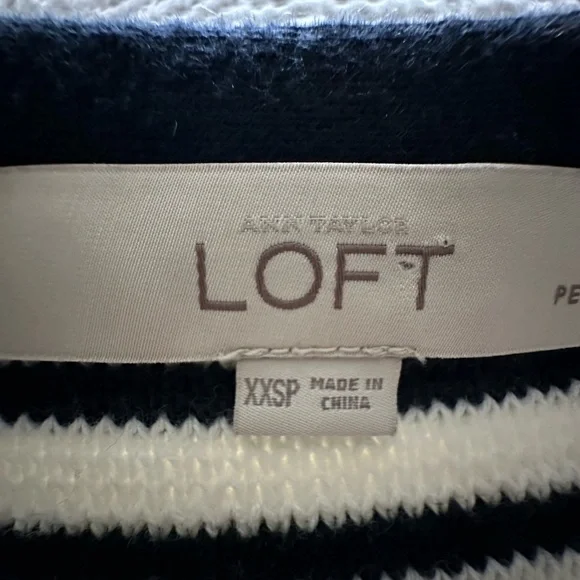 ANN TAYLOR
LOFT
PE
XXSP
MADE IN
CHINA